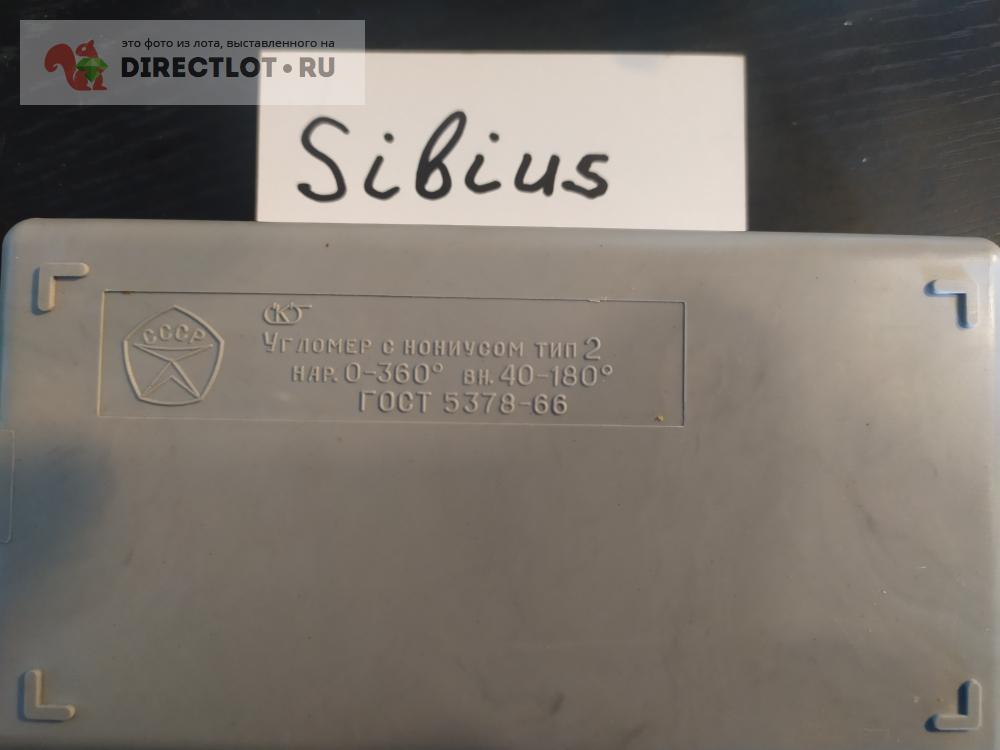 это фото из лота, выставленного на
DIRECTLOT.RU
Sibius
СССР
Угломер с нониусом тип 2
нар. 0-360° вн. 40-180°
ГОСТ 5378-66